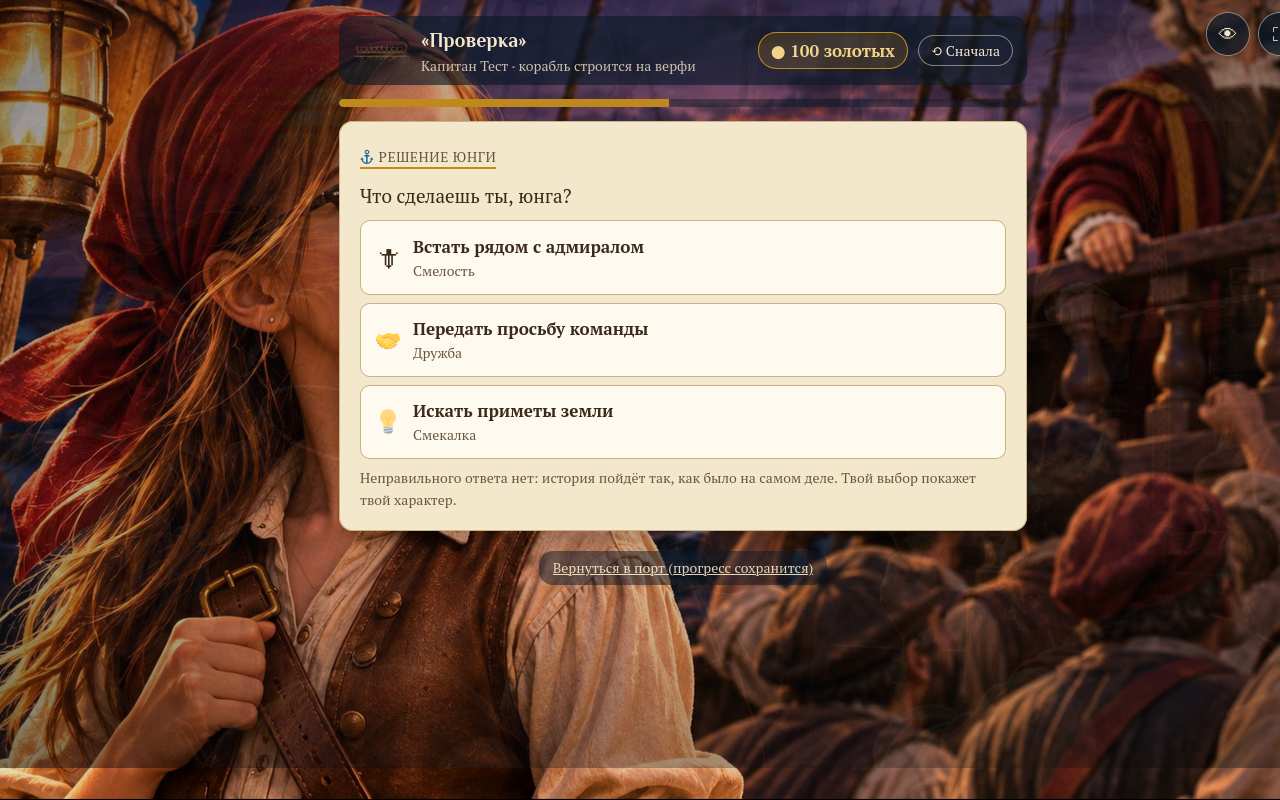 «Проверка»
Капитан Тест · корабль строится на верфи
100 золотых
⟲ Сначала
РЕШЕНИЕ ЮНГИ
Что сделаешь ты, юнга?
Встать рядом с адмиралом
Смелость
Передать просьбу команды
Дружба
Искать приметы земли
Смекалка
Неправильного ответа нет: история пойдёт так, как было на самом деле. Твой выбор покажет
твой характер.
Вернуться в порт (прогресс сохранится)